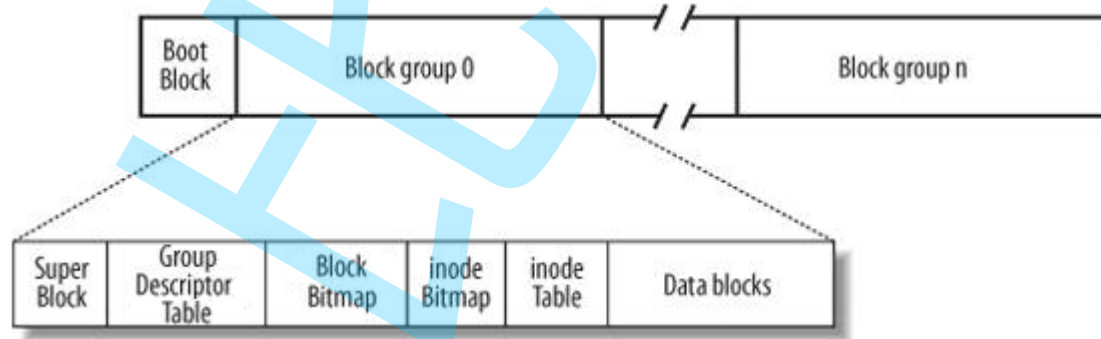 Boot
Block
Block group 0
Block group n
Super
Block
Group
Descriptor
Table
Block
Bitmap
inode
Bitmap
inode
Table
Data blocks